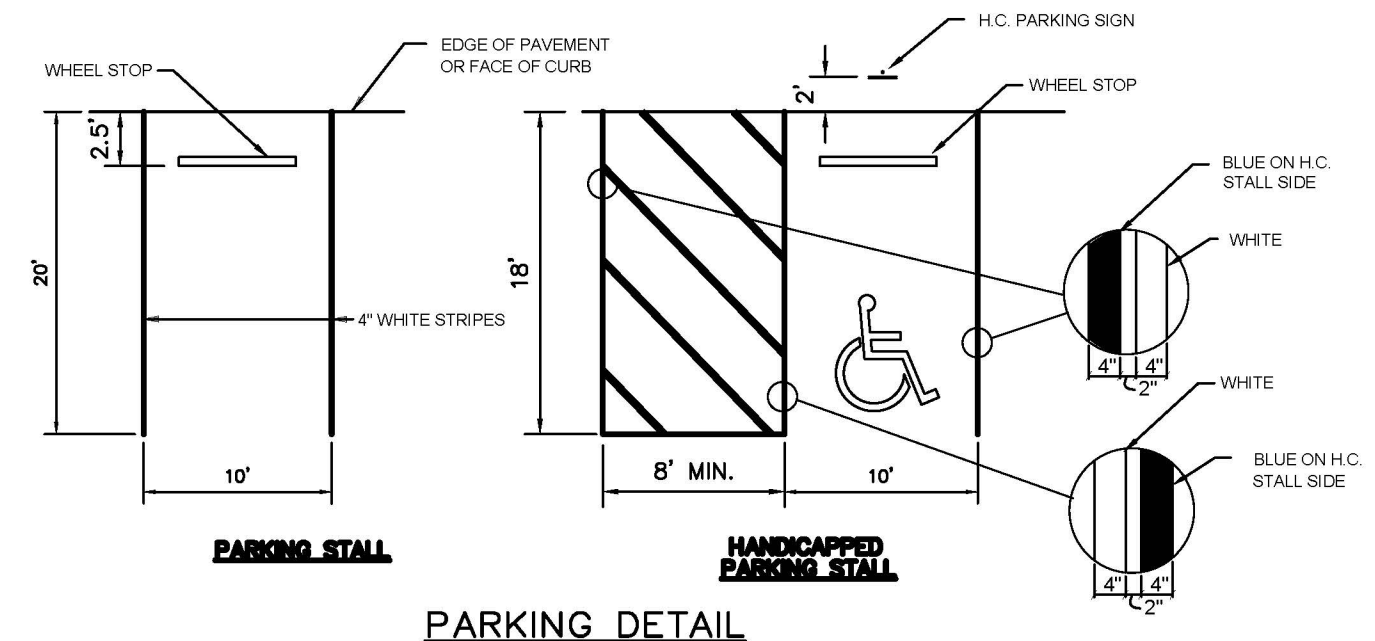 H.C. PARKING SIGN
EDGE OF PAVEMENT
OR FACE OF CURB
WHEEL STOP
WHEEL STOP
2'
2.5'
20'
18'
4" WHITE STRIPES
BLUE ON H.C.
STALL SIDE
WHITE
4" 4"
2"
10'
8' MIN.
10'
WHITE
BLUE ON H.C.
STALL SIDE
4" 4"
2"
PARKING STALL
HANDICAPPED
PARKING STALL
PARKING DETAIL